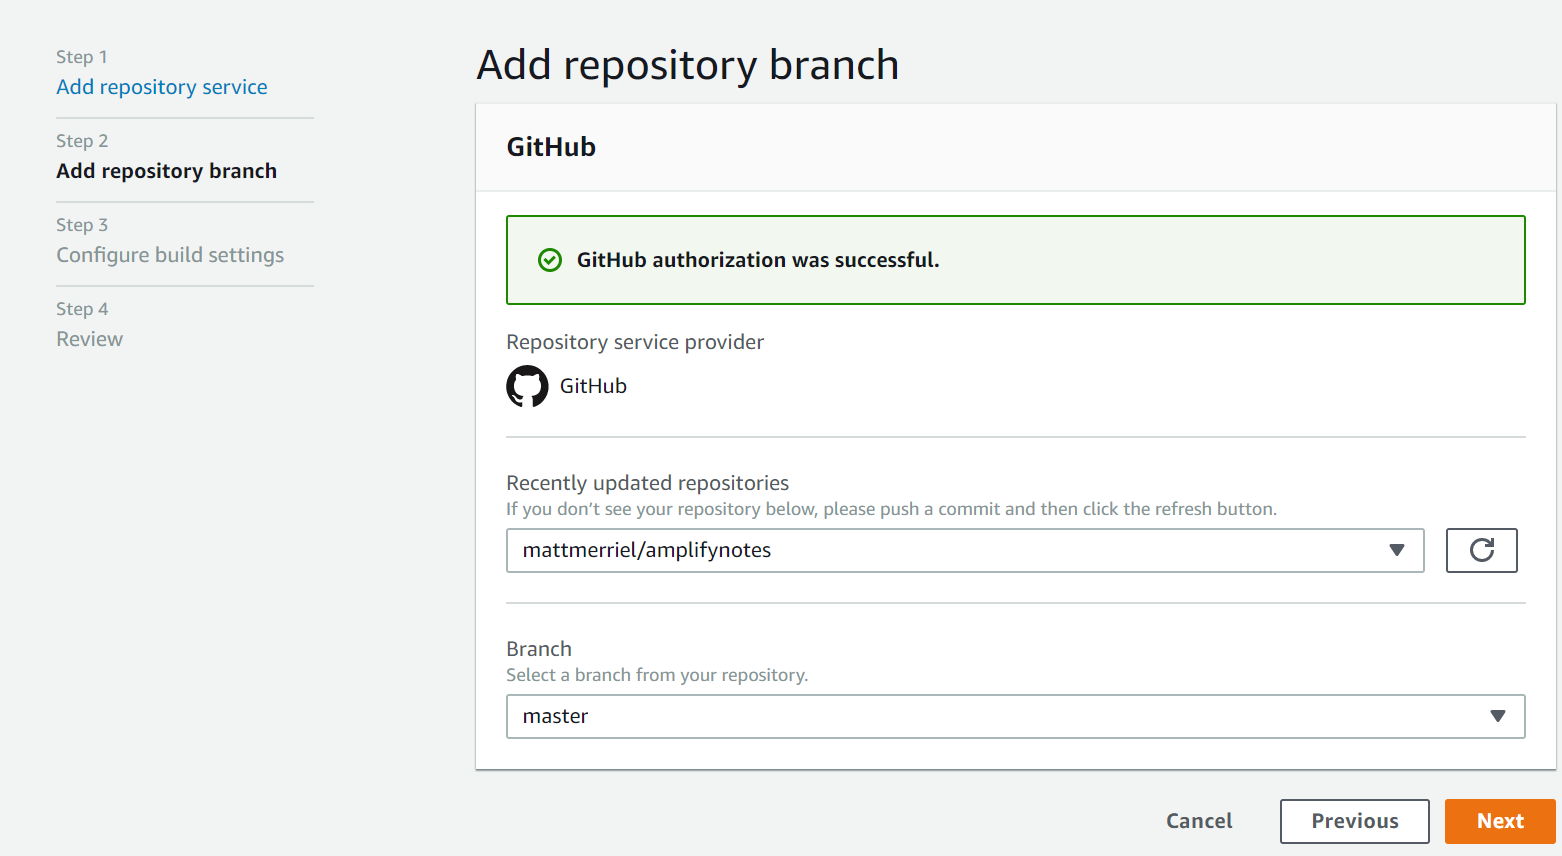 Step 1
Add repository service
Step 2
Add repository branch
Step 3
Configure build settings
Step 4
Review
Add repository branch
GitHub
GitHub authorization was successful.
Repository service provider
GitHub
Recently updated repositories
If you don’t see your repository below, please push a commit and then click the refresh button.
mattmerriel/amplifynotes
Branch
Select a branch from your repository.
master
Cancel
Previous
Next